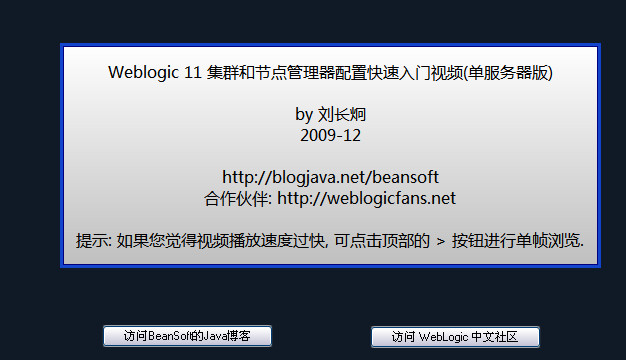 Weblogic 11 集群和节点管理器配置快速入门视频(单服务器版)
by 刘长炯
2009-12
http://blogjava.net/beansoft
合作伙伴: http://weblogicfans.net
提示: 如果您觉得视频播放速度过快, 可点击顶部的 > 按钮进行单帧浏览.
访问BeanSoft的Java博客
访问 WebLogic 中文社区